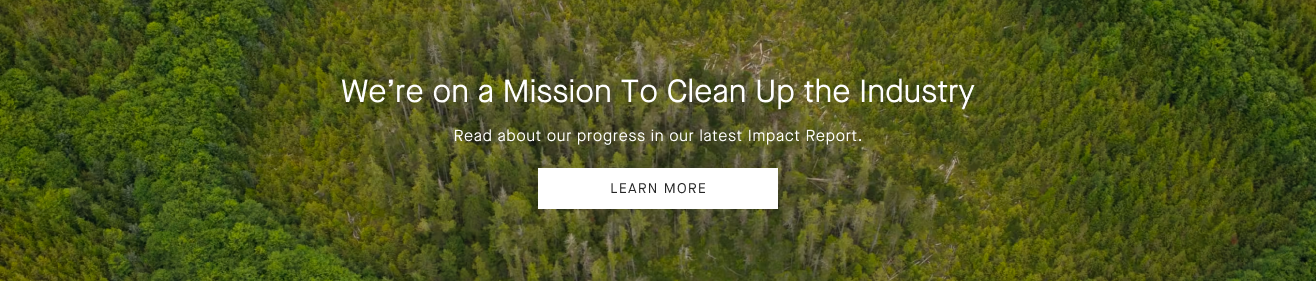 We’re on a Mission To Clean Up the Industry
Read about our progress in our latest Impact Report.
LEARN MORE